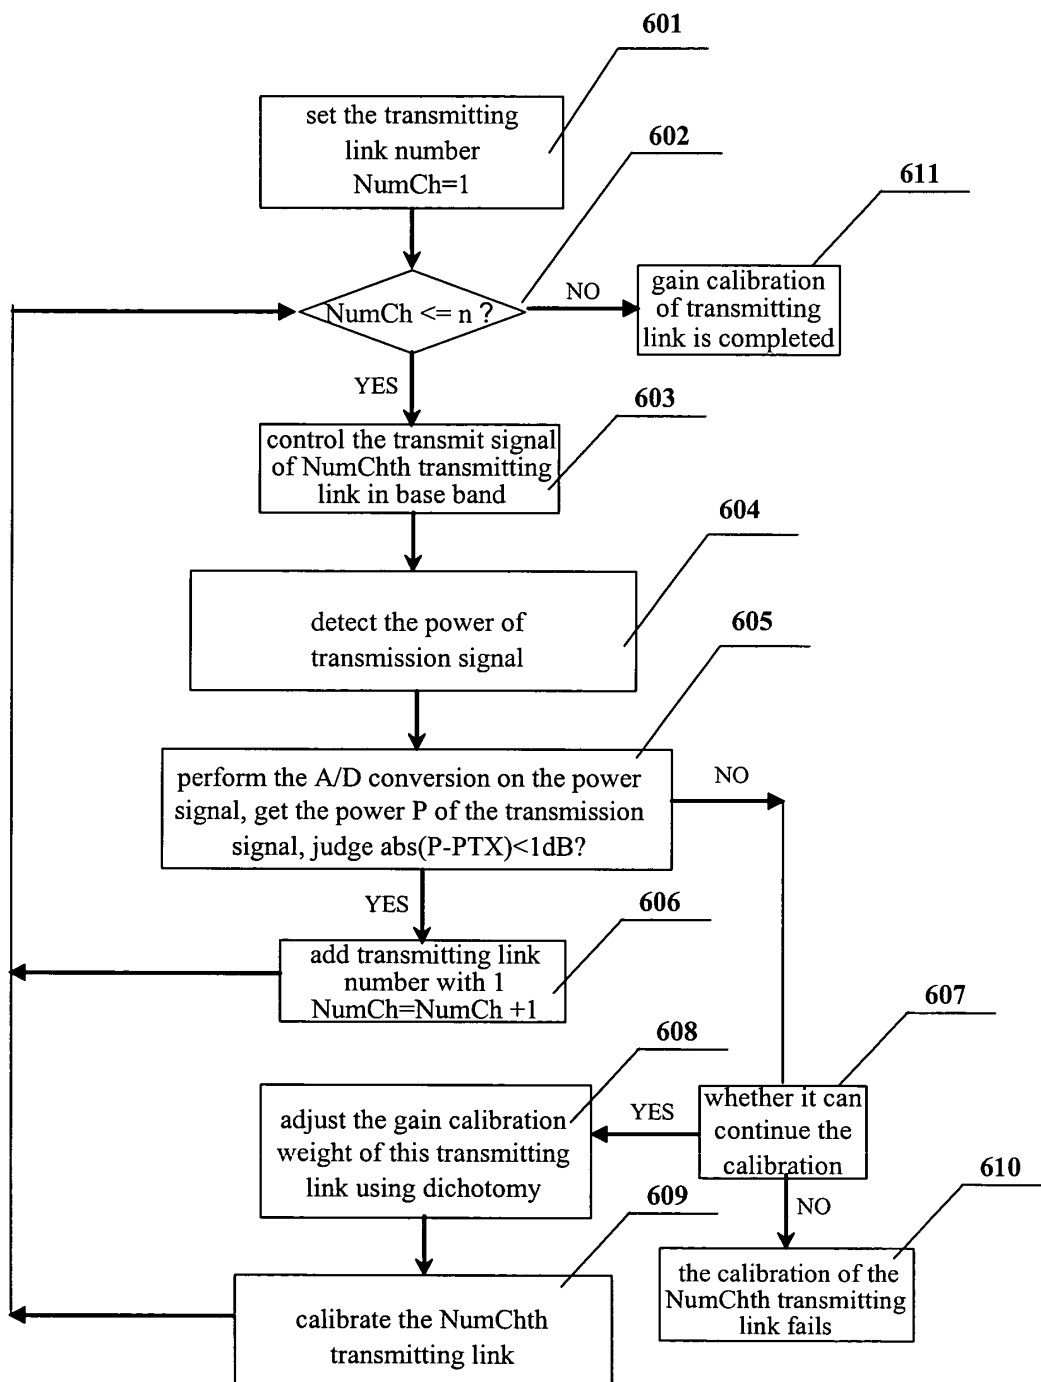 601
set the transmitting
link number
NumCh=1
602
611
NumCh <= n ?
NO
gain calibration
of transmitting
link is completed
YES
603
control the transmit signal
of NumChth transmitting
link in base band
604
detect the power of
transmission signal
605
perform the A/D conversion on the power
signal, get the power P of the transmission
signal, judge abs(P-PTX)<1dB?
NO
YES
606
add transmitting link
number with 1
NumCh=NumCh +1
607
608
adjust the gain calibration
weight of this transmitting
link using dichotomy
YES
whether it can
continue the
calibration
610
609
NO
the calibration of the
NumChth transmitting
link fails
calibrate the NumChth
transmitting link